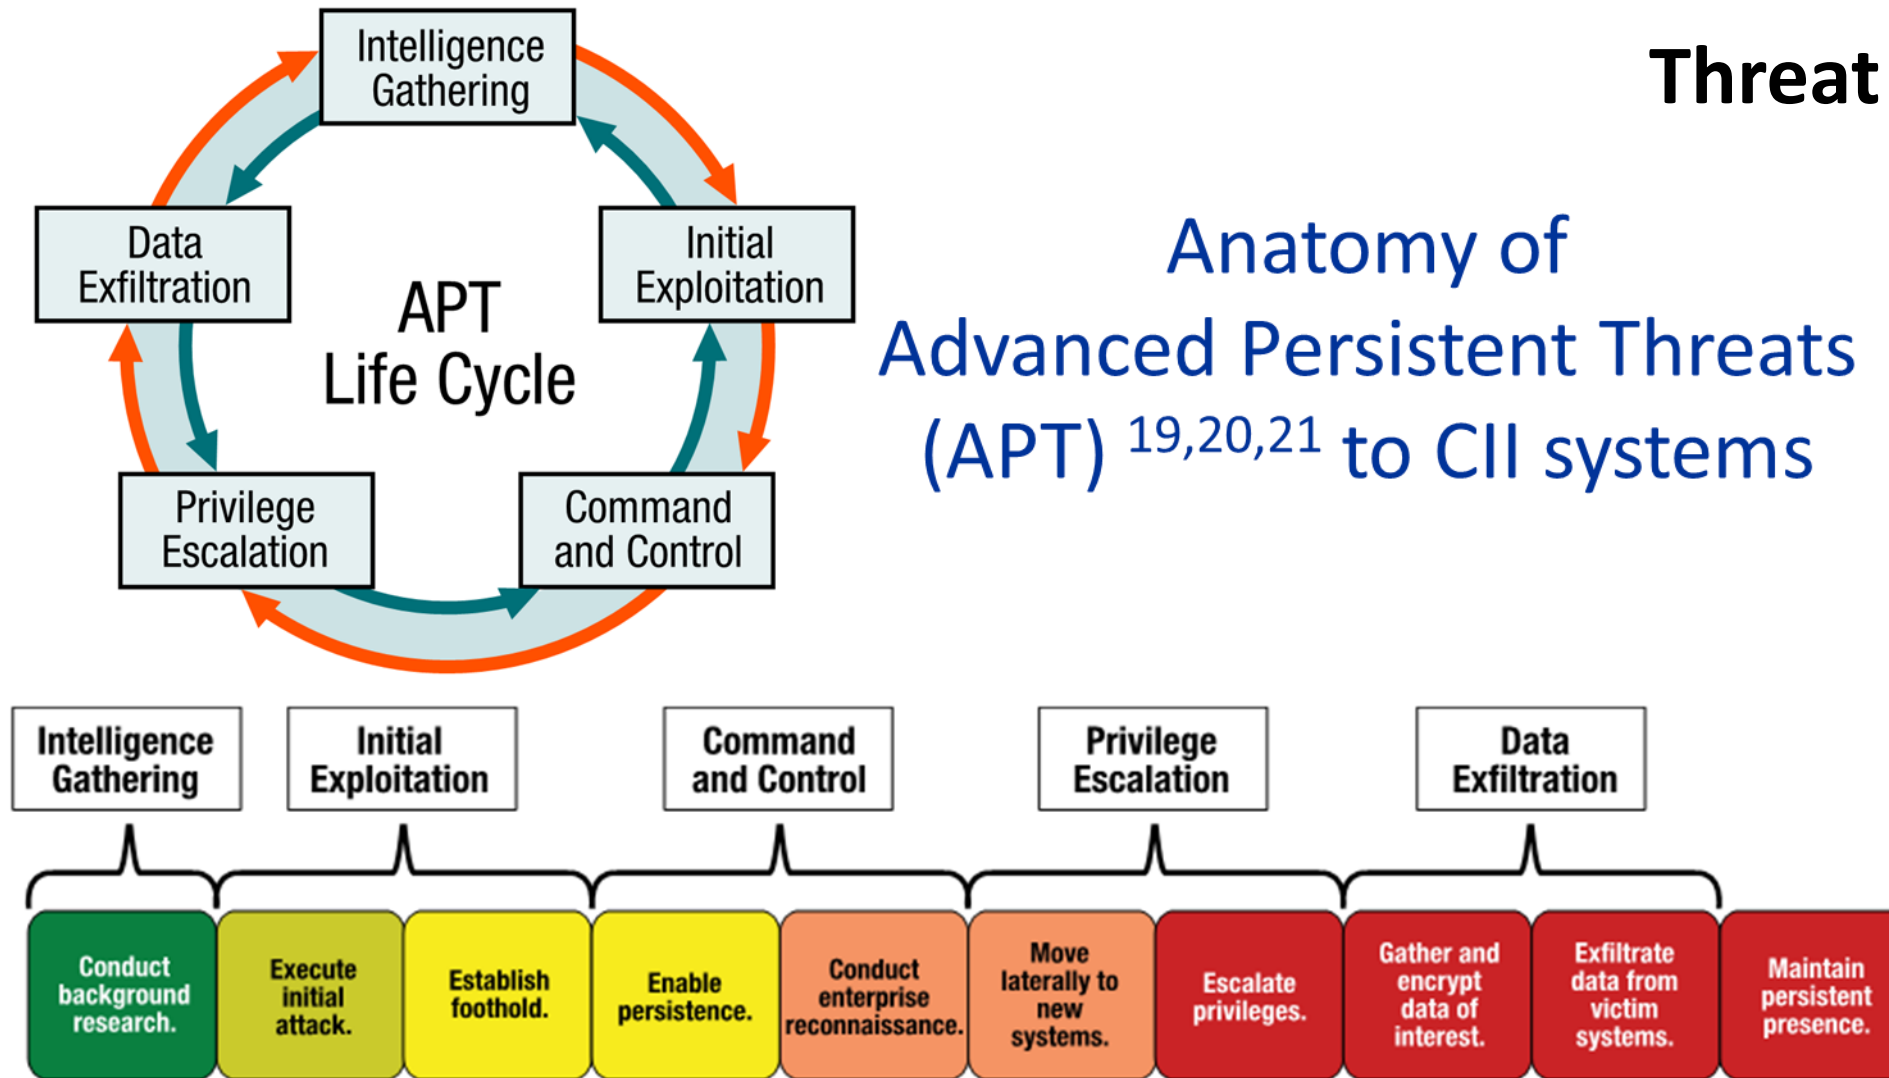 Threat
Intelligence
Gathering
Data
Exfiltration
Initial
Exploitation
APT
Life Cycle
Privilege
Escalation
Command
and Control
Anatomy of
Advanced Persistent Threats
(APT) 19,20,21 to CII systems
Intelligence
Gathering
Initial
Exploitation
Command
and Control
Privilege
Escalation
Data
Exfiltration
Conduct
background
research.
Execute
initial
attack.
Establish
foothold.
Enable
persistence.
Conduct
enterprise
reconnaissance.
Move
laterally to
new
systems.
Escalate
privileges.
Gather and
encrypt
data of
interest.
Exfiltrate
data from
victim
systems.
Maintain
persistent
presence.